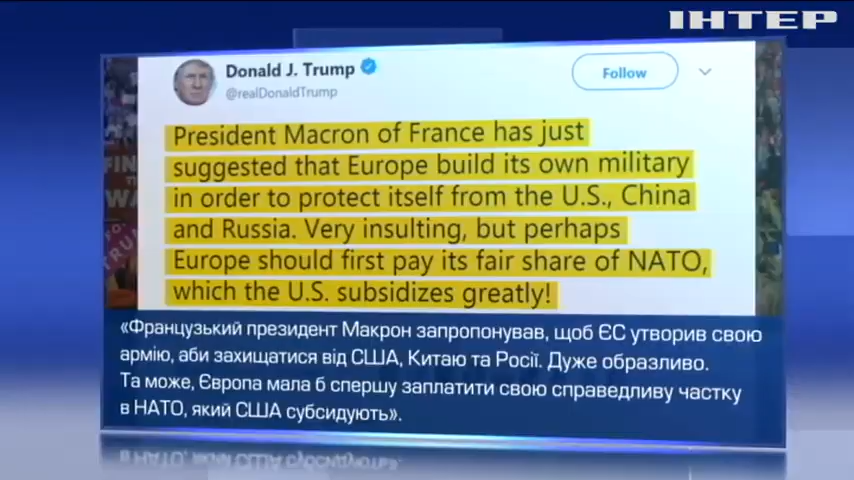 ІНТЕР
Donald J. Trump
@realDonaldTrump
Follow
President Macron of France has just
suggested that Europe build its own military
in order to protect itself from the U.S., China
and Russia. Very insulting, but perhaps
Europe should first pay its fair share of NATO,
which the U.S. subsidizes greatly!
«Французький президент Макрон запропонував, щоб ЄС утворив свою
армію, аби захищатися від США, Китаю та Росії. Дуже образливо.
Та може, Європа мала б спершу заплатити свою справедливу частку
в НАТО, який США субсидують».